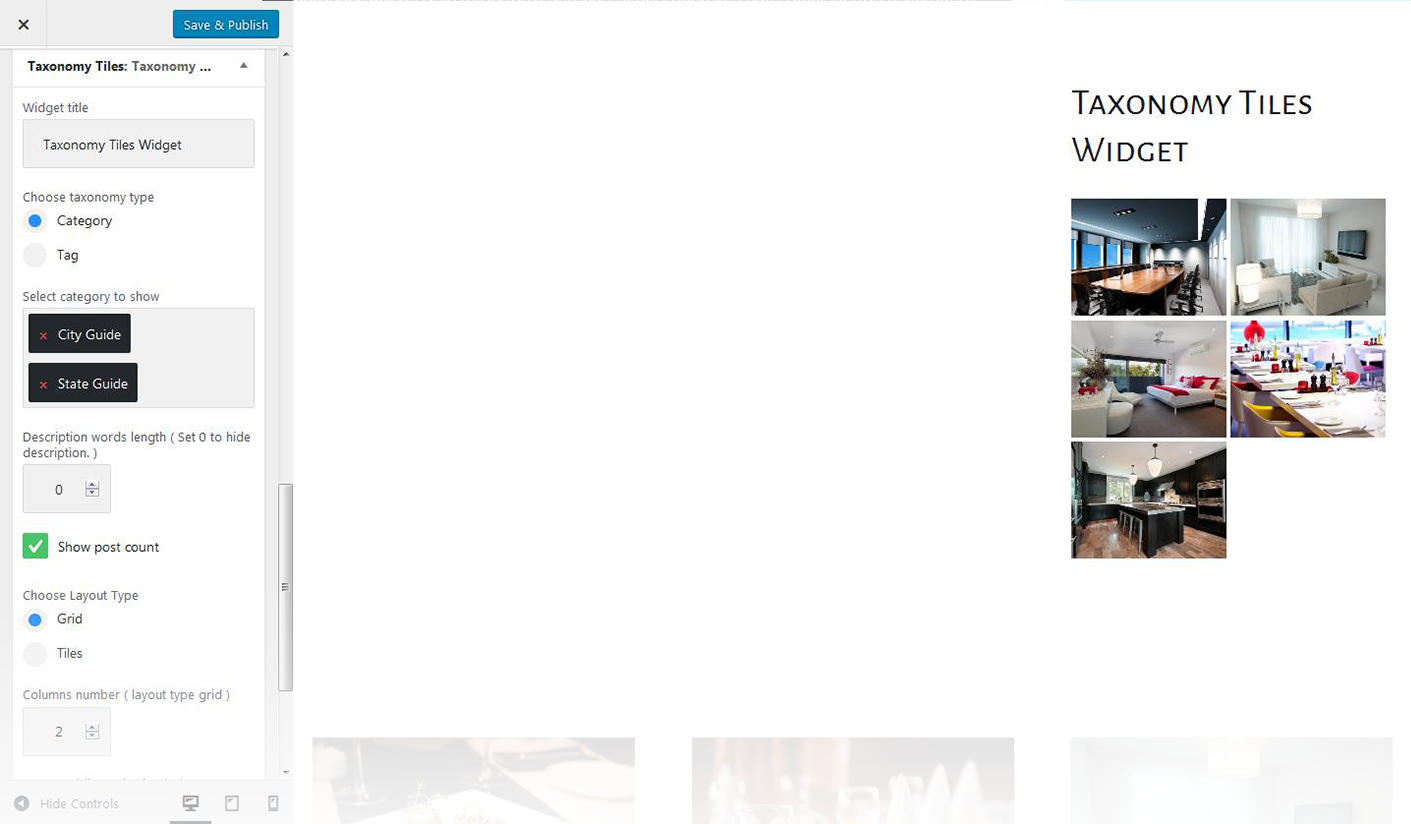 Save & Publish
Taxonomy Tiles: Taxonomy ...
Widget title
Taxonomy Tiles Widget
Choose taxonomy type
Category
Tag
Select category to show
× City Guide
× State Guide
Description words length ( Set 0 to hide
description. )
0
Show post count
Choose Layout Type
Grid
Tiles
Columns number ( layout type grid )
2
Hide Controls
Taxonomy Tiles
Widget